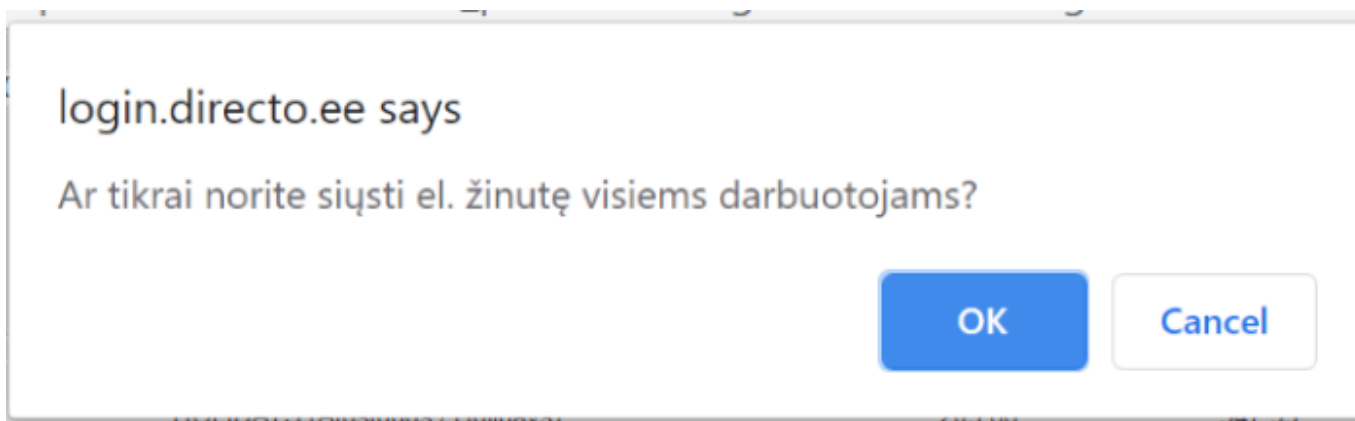 login.directo.ee says
Ar tikrai norite siųsti el. žinutę visiems darbuotojams?
OK Cancel